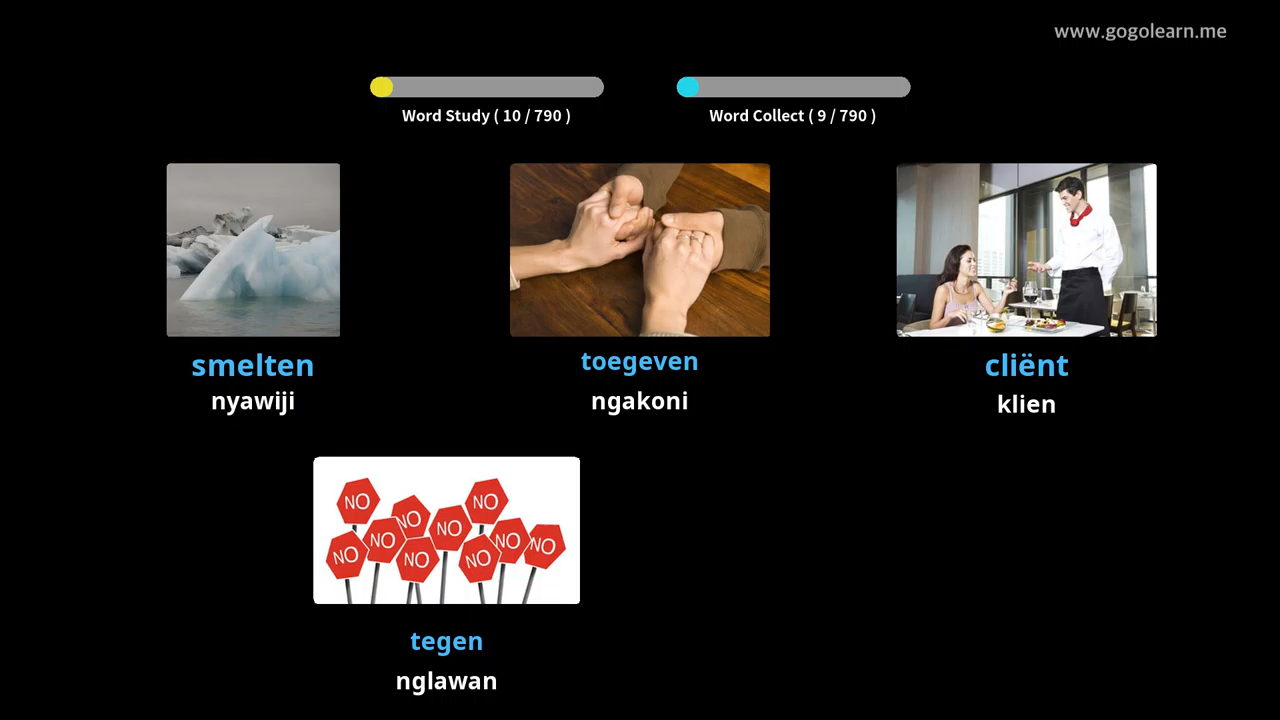 www.gogolearn.me
Word Study ( 10 / 790 )
Word Collect ( 9 / 790 )
smelten
nyawiji
toegeven
ngakoni
cliënt
klien
NO
NO
NO
NO
NO
NO
NO
NO
NO
NO
tegen
nglawan